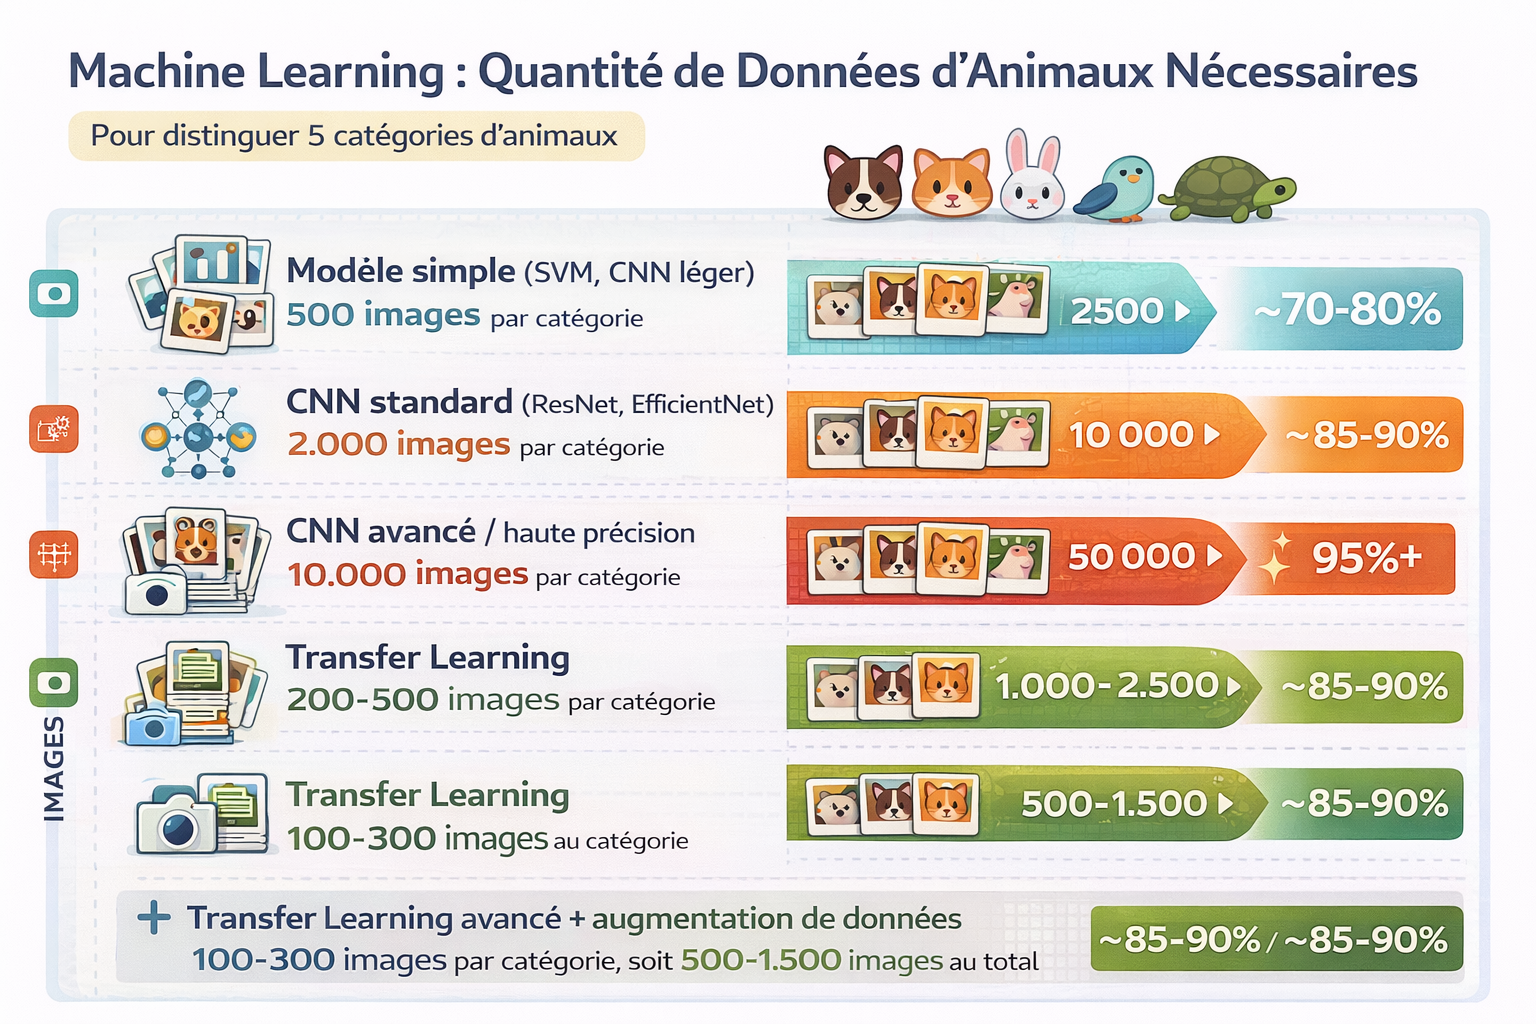 Machine Learning : Quantité de Données d’Animaux Nécessaires
Pour distinguer 5 catégories d’animaux
Modèle simple (SVM, CNN léger)
500 images par catégorie
2500
~70-80%
CNN standard (ResNet, EfficientNet)
2.000 images par catégorie
10 000
~85-90%
CNN avancé / haute précision
10.000 images par catégorie
50 000
95%+
Transfer Learning
200-500 images par catégorie
1.000-2.500
~85-90%
IMAGES
Transfer Learning
100-300 images au catégorie
500-1.500
~85-90%
+ Transfer Learning avancé + augmentation de données
100-300 images par catégorie, soit 500-1.500 images au total
~85-90% / ~85-90%